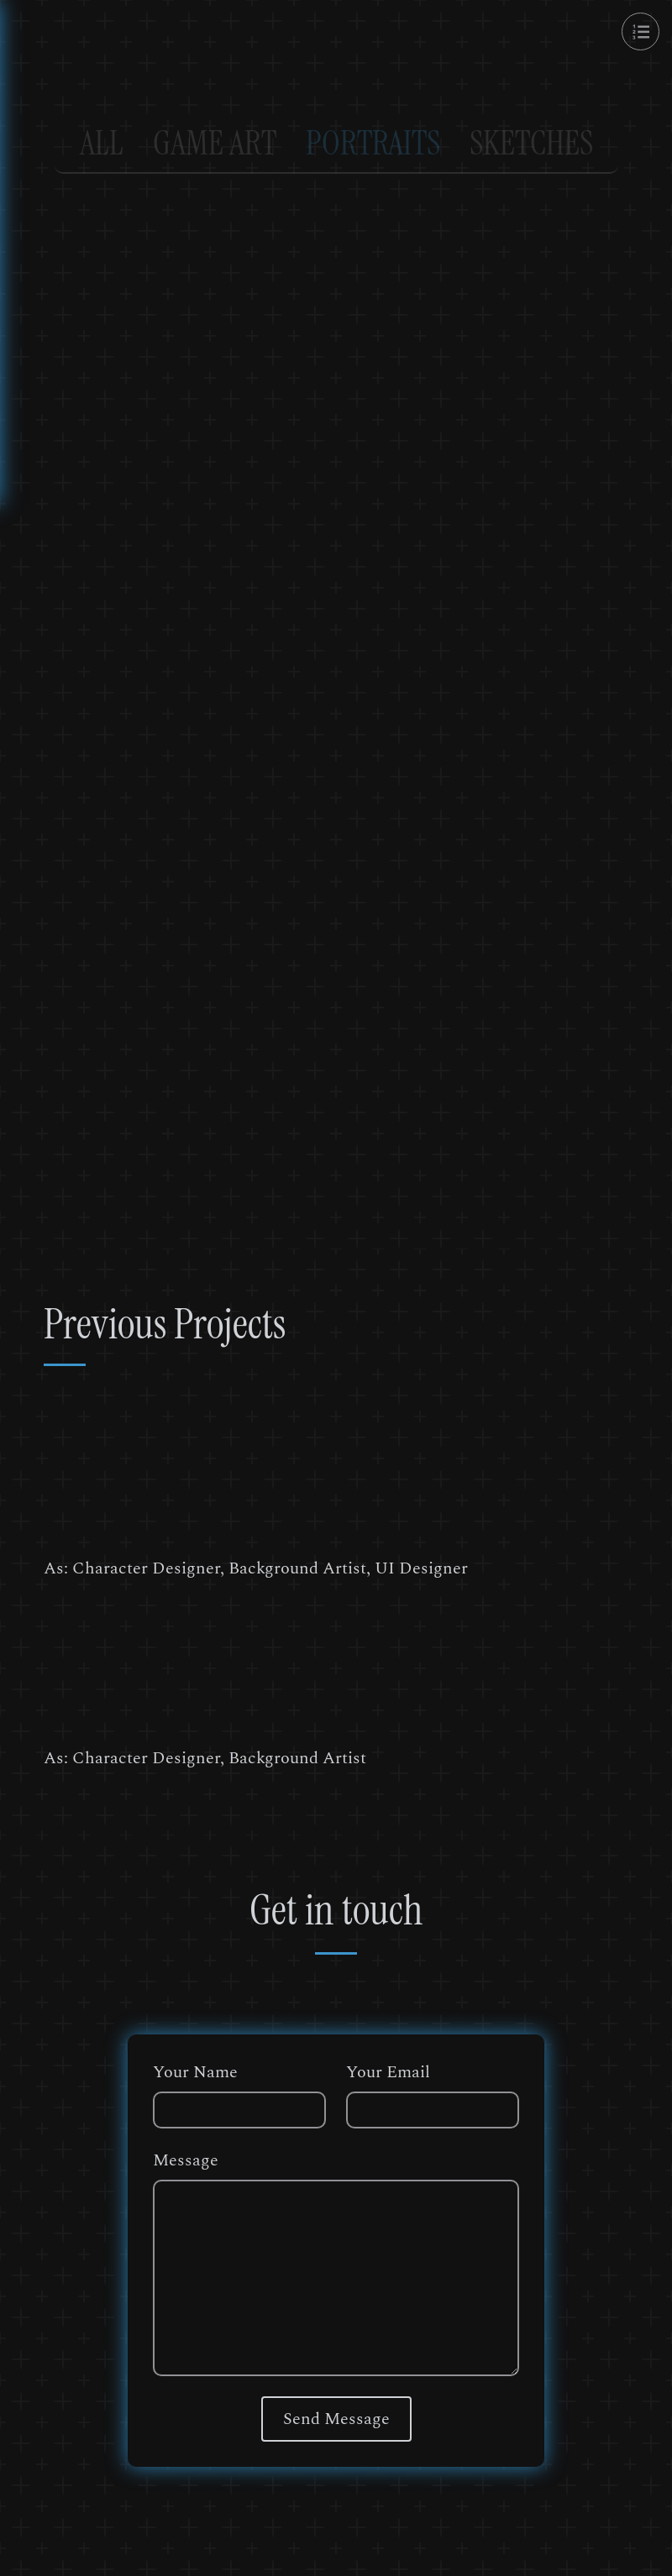 ALL GAME ART PORTRAITS SKETCHES
Previous Projects
As: Character Designer, Background Artist, UI Designer
As: Character Designer, Background Artist
Get in touch
Your Name Your Email
Message
Send Message